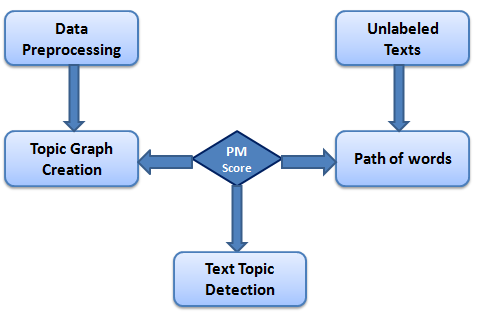 Data
Preprocessing
Unlabeled
Texts
Topic Graph
Creation
PM
Score
Path of words
Text Topic
Detection